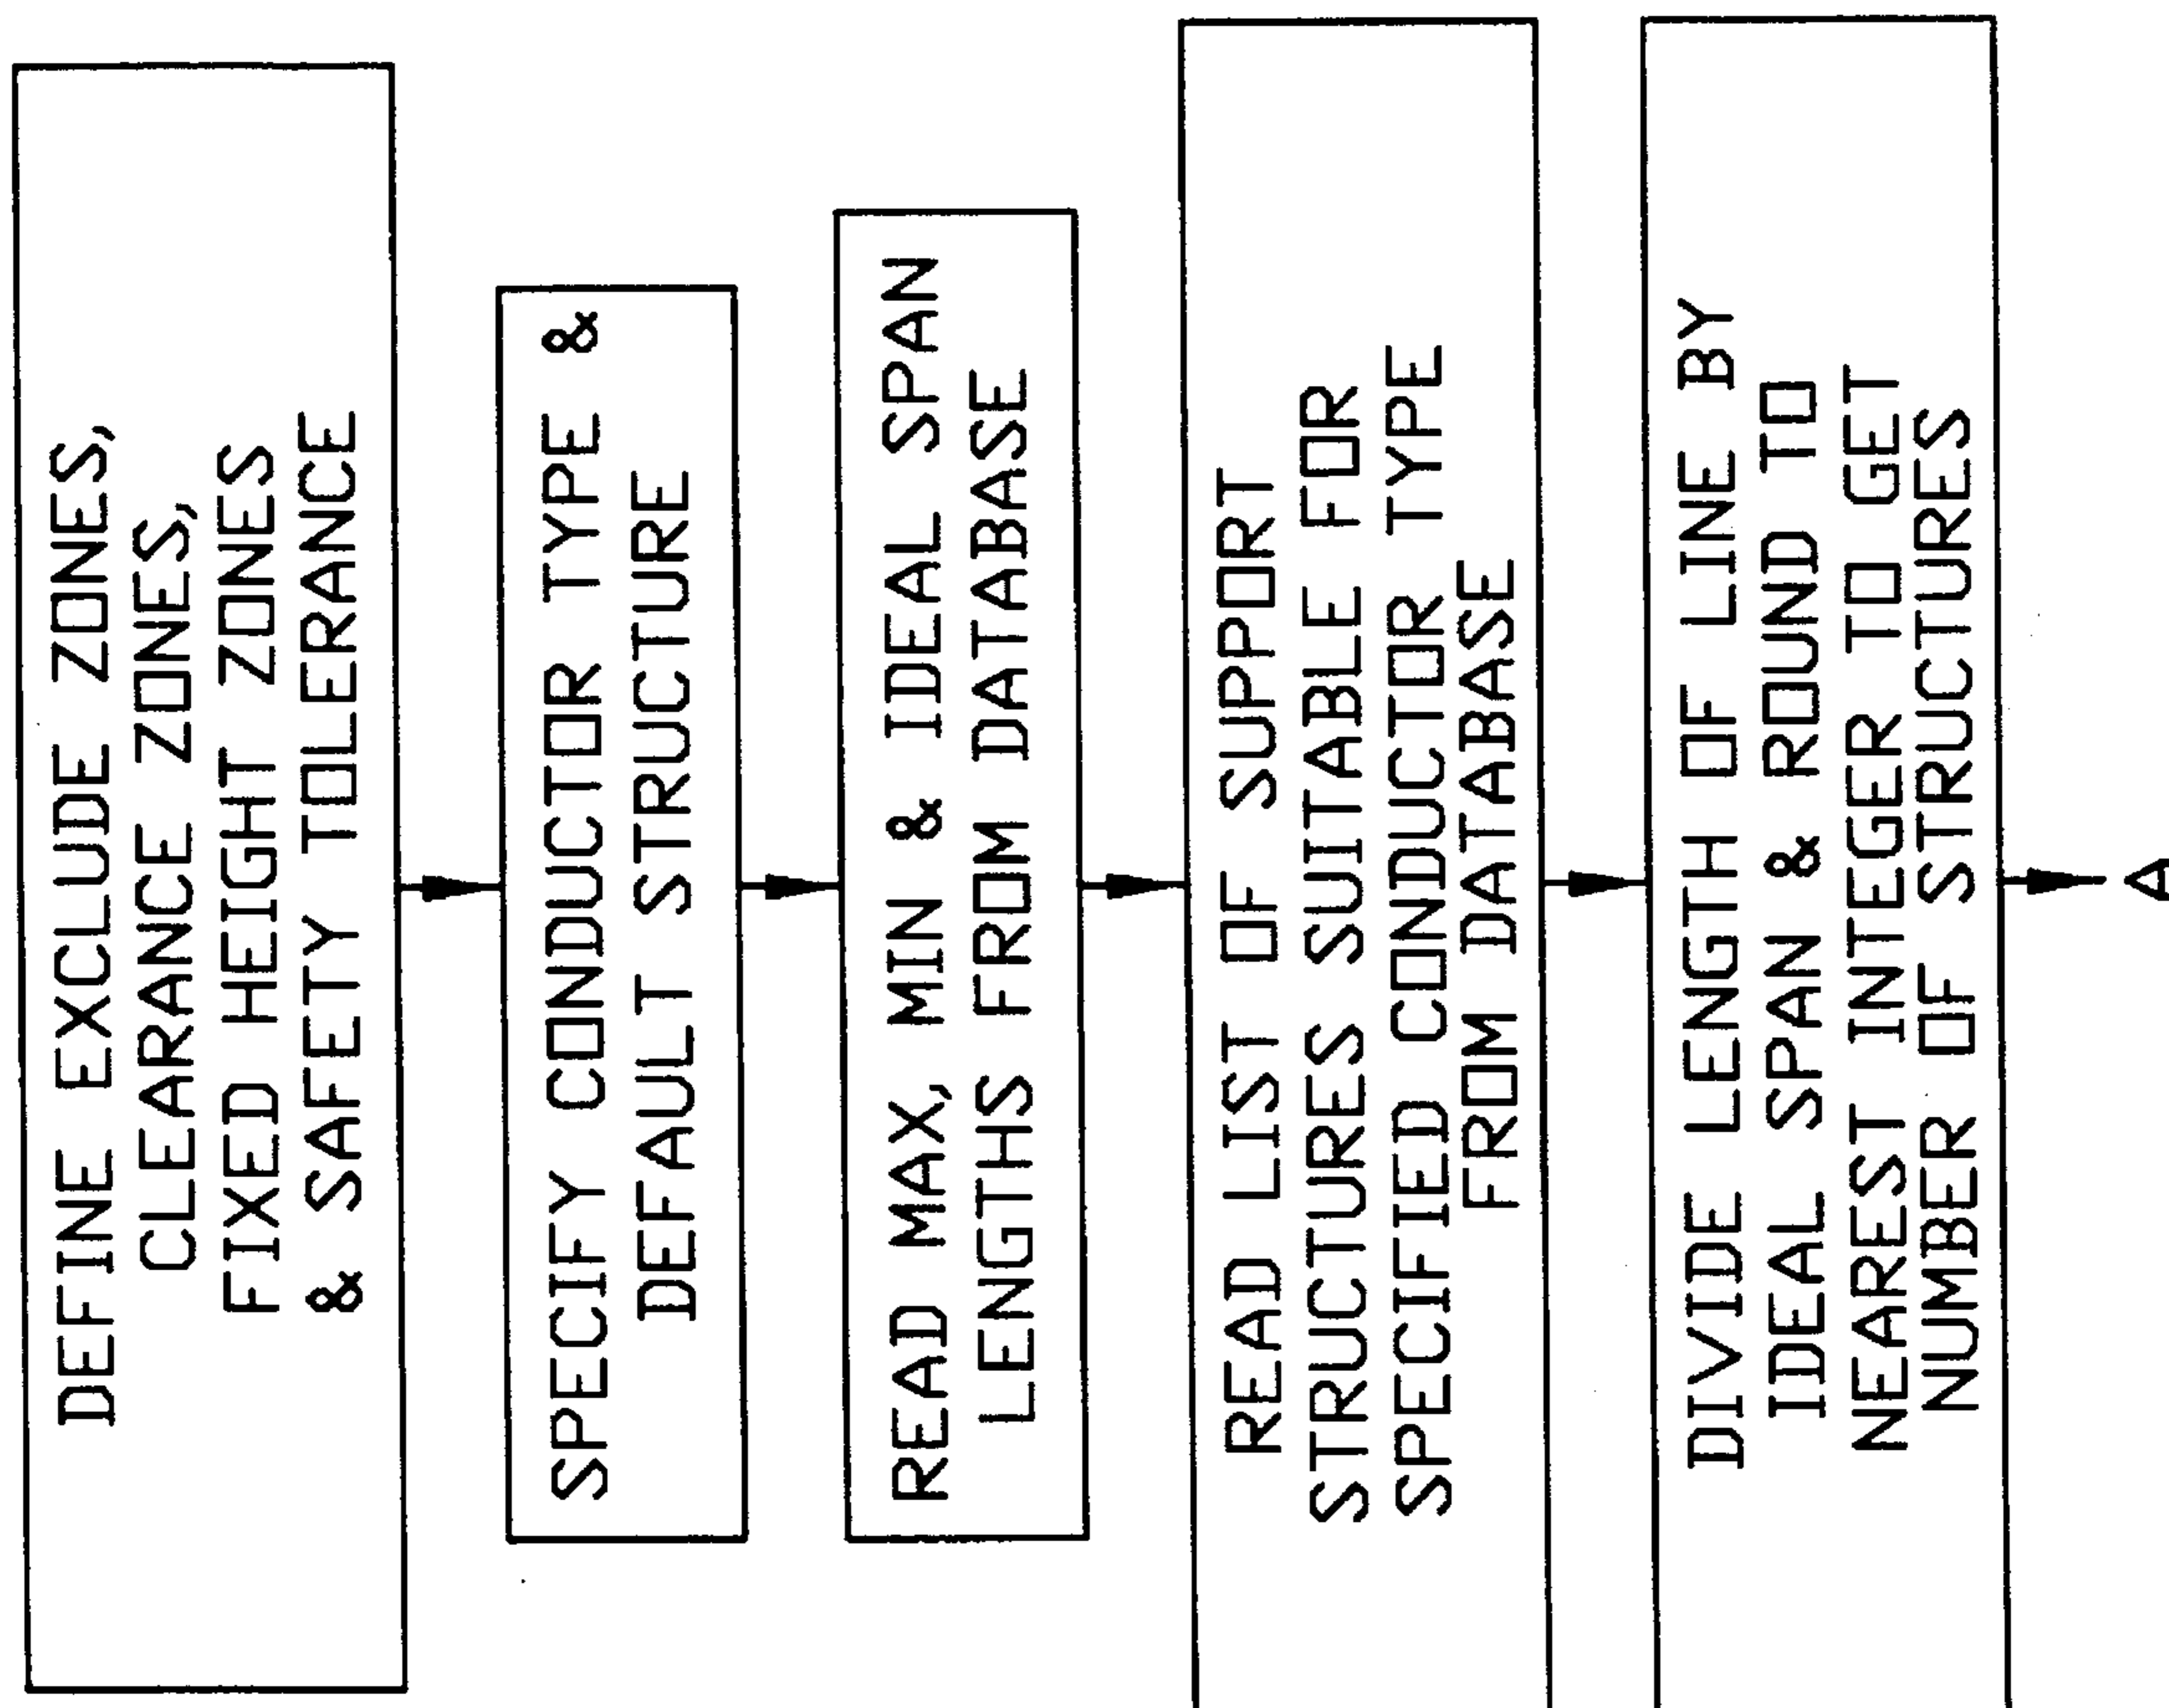 DEFINE EXCLUDE ZONES,
CLEARANCE ZONES,
FIXED HEIGHT ZONES
& SAFETY TOLERANCE
SPECIFY CONDUCTOR TYPE &
DEFAULT STRUCTURE
READ MAX, MIN & IDEAL SPAN
LENGTHS FROM DATABASE
READ LIST OF SUPPORT
STRUCTURES SUITABLE FOR
SPECIFIED CONDUCTOR TYPE
FROM DATABASE
DIVIDE LENGTH OF LINE BY
IDEAL SPAN & ROUND TO
NEAREST INTEGER TO GET
NUMBER OF STRUCTURES
A